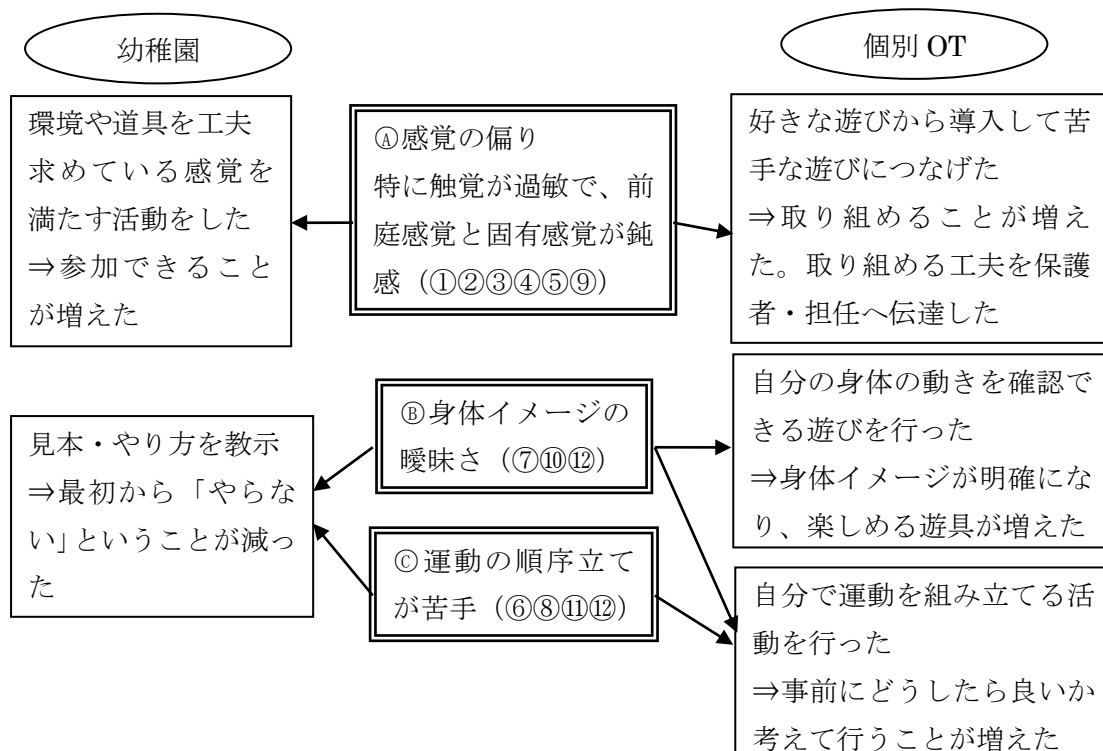 幼稚園
個別 OT
環境や道具を工夫
求めている感覚を
満たす活動をした
⇒参加できること
が増えた
Ⓐ感覚の偏り
特に触覚が過敏で、前
庭感覚と固有感覚が鈍
感（①②③④⑤⑨）
好きな遊びから導入して苦
手な遊びにつなげた
⇒取り組めることが増え
た。取り組める工夫を保護
者・担任へ伝達した
見本・やり方を教示
⇒最初から「やらな
い」ということが減っ
た
Ⓑ身体イメージの
曖昧さ（⑦⑩⑫）
Ⓒ運動の順序立て
が苦手（⑥⑧⑪⑫）
自分の身体の動きを確認で
きる遊びを行った
⇒身体イメージが明確にな
り、楽しめる遊具が増えた
自分で運動を組み立てる活
動を行った
⇒事前にどうしたら良いか
考えて行うことが増えた